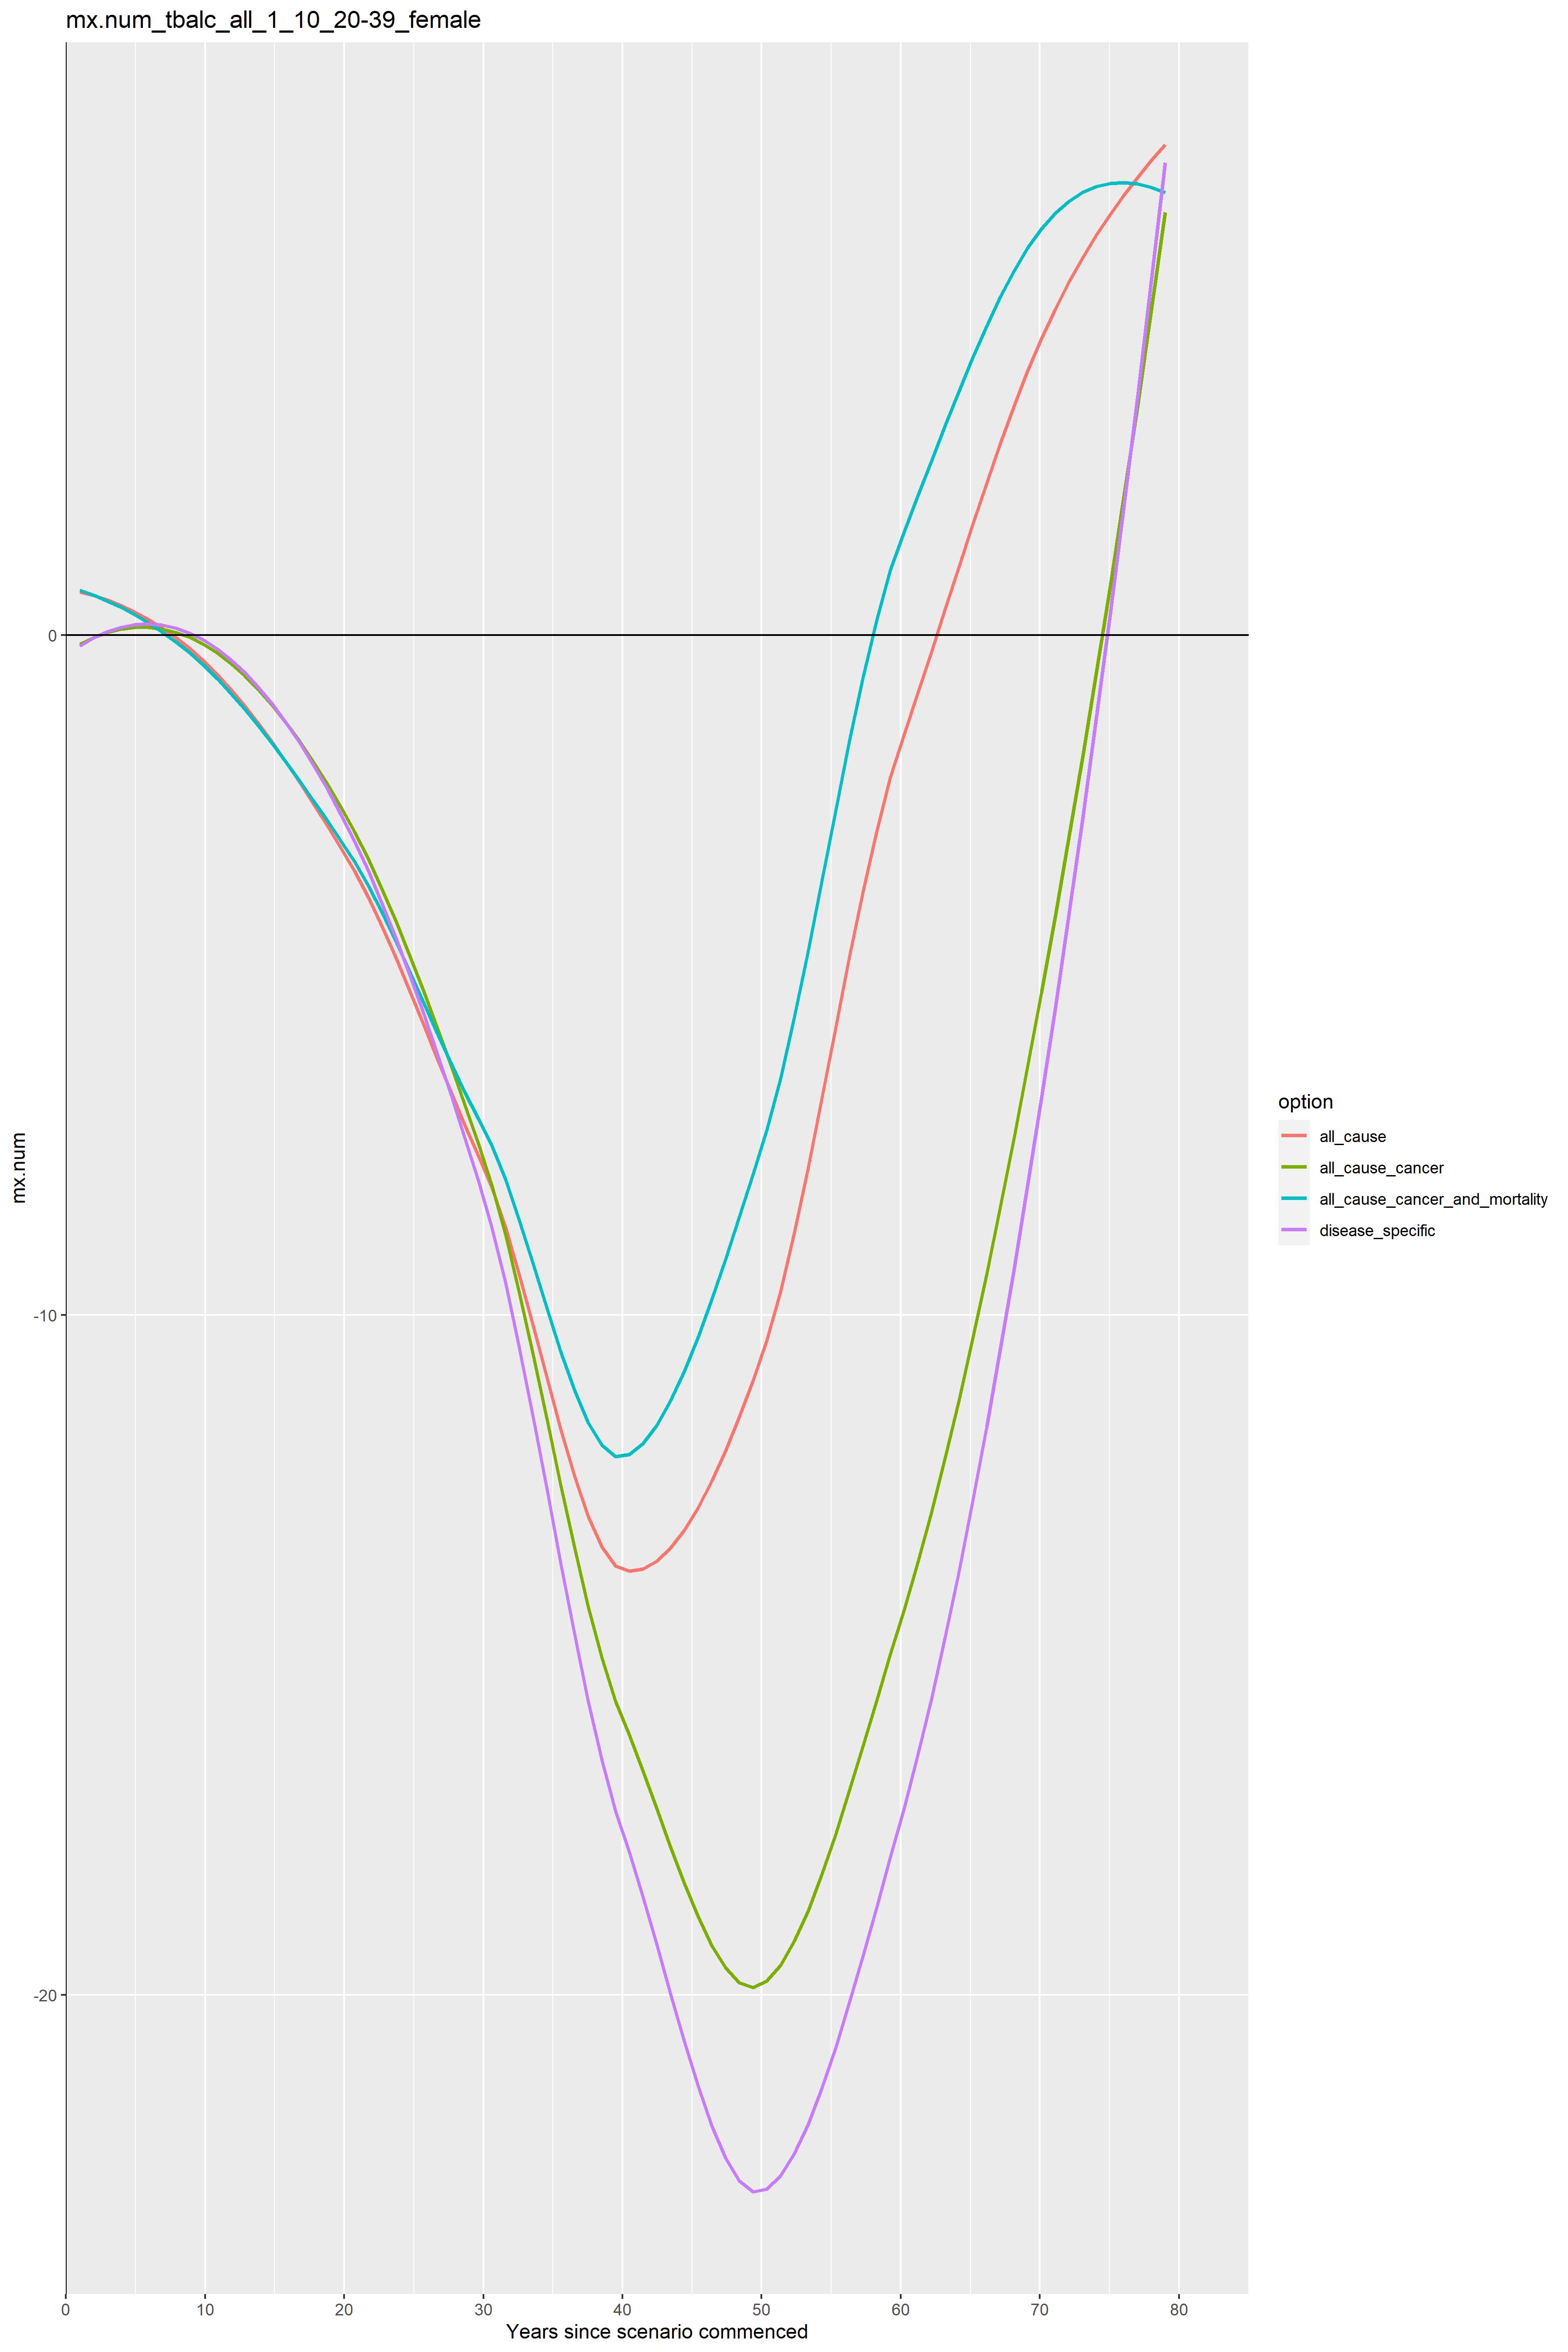 mx.num_tbalc_all_1_10_20-39_female
mx.num
0
-10
-20
0
10
20
30
40
50
60
70
80
Years since scenario commenced
option
all_cause
all_cause_cancer
all_cause_cancer_and_mortality
disease_specific